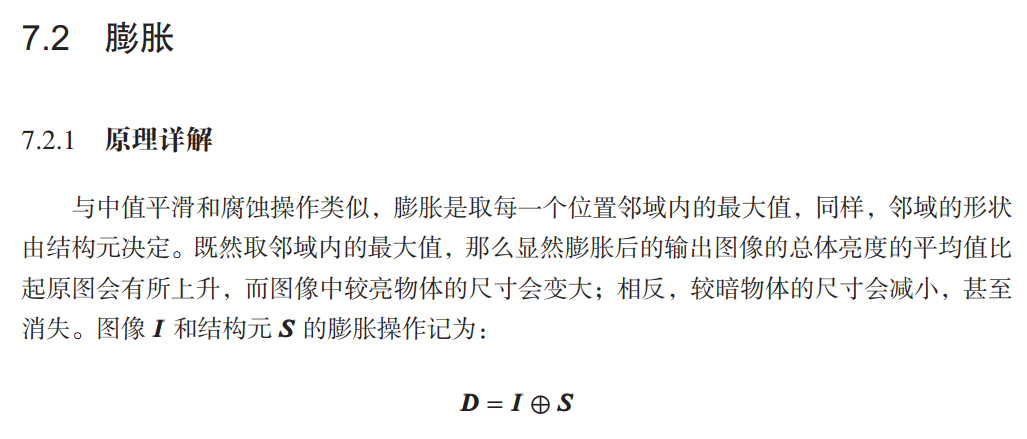 7.2 膨胀
7.2.1 原理详解
与中值平滑和腐蚀操作类似，膨胀是取每一个位置邻域内的最大值，同样，邻域的形状
由结构元决定。既然取邻域内的最大值，那么显然膨胀后的输出图像的总体亮度的平均值比
起原图会有所上升，而图像中较亮物体的尺寸会变大；相反，较暗物体的尺寸会减小，甚至
消失。图像 I 和结构元 S 的膨胀操作记为：
D = I ⊕ S